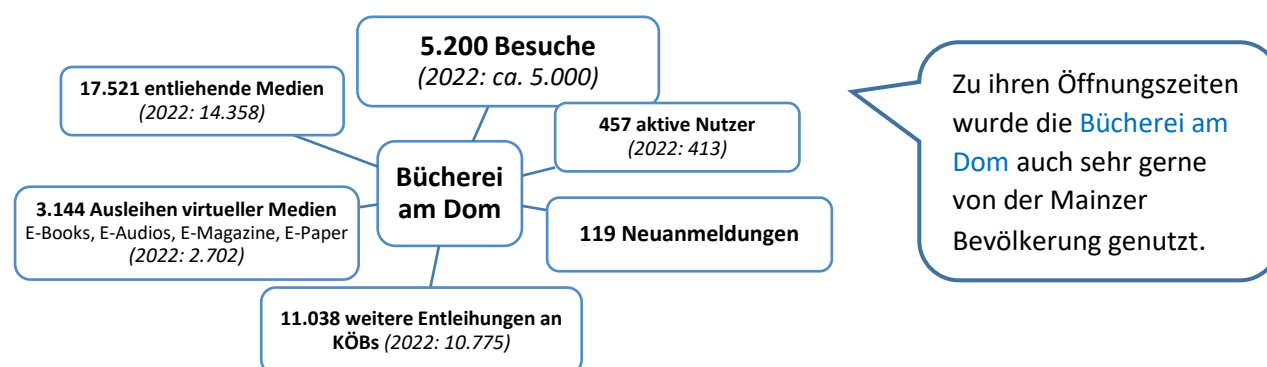 5.200 Besuche
(2022: ca. 5.000)
17.521 entliehende Medien
(2022: 14.358)
457 aktive Nutzer
(2022: 413)
Bücherei
am Dom
3.144 Ausleihen virtueller Medien
E-Books, E-Audios, E-Magazine, E-Paper
(2022: 2.702)
119 Neuanmeldungen
11.038 weitere Entleihungen an
KÖBs (2022: 10.775)
Zu ihren Öffnungszeiten
wurde die Bücherei am
Dom auch sehr gerne
von der Mainzer
Bevölkerung genutzt.